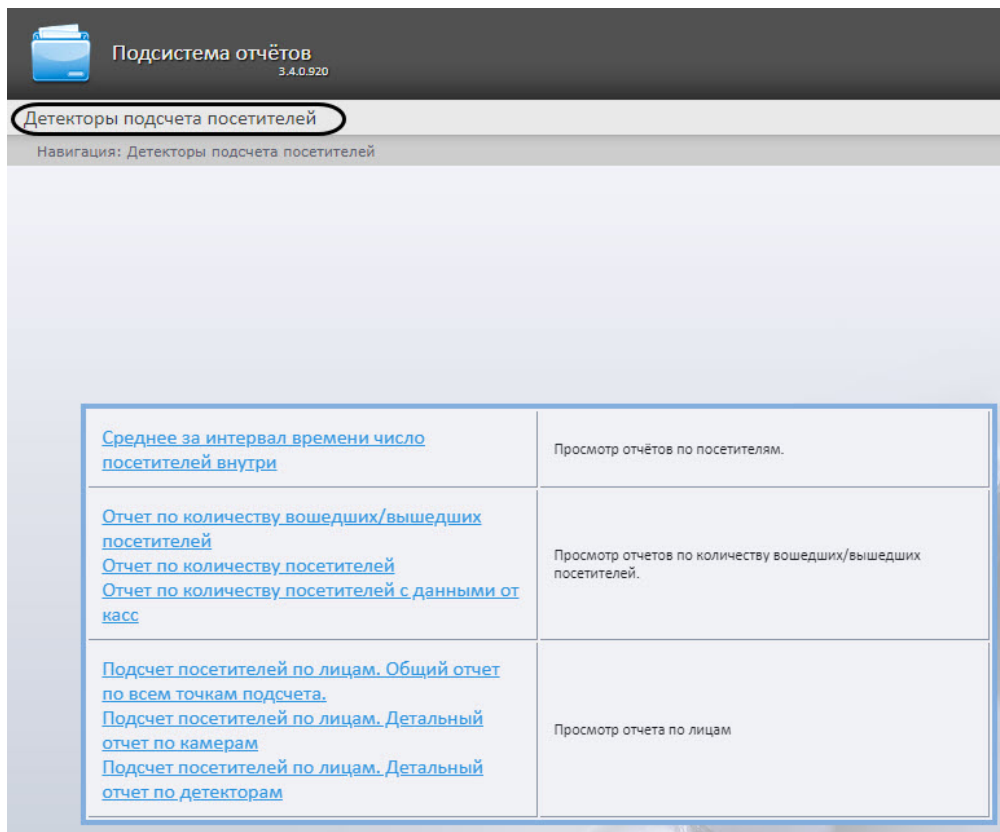 Подсистема отчётов
3.4.0.920
Детекторы подсчета посетителей
Навигация: Детекторы подсчета посетителей
Среднее за интервал времени число
посетителей внутри
Просмотр отчётов по посетителям.
Отчет по количеству вошедших/вышедших
посетителей
Отчет по количеству посетителей
Отчет по количеству посетителей с данными от
касс
Просмотр отчетов по количеству вошедших/вышедших
посетителей.
Подсчет посетителей по лицам. Общий отчет
по всем точкам подсчета.
Подсчет посетителей по лицам. Детальный
отчет по камерам
Подсчет посетителей по лицам. Детальный
отчет по детекторам
Просмотр отчета по лицам